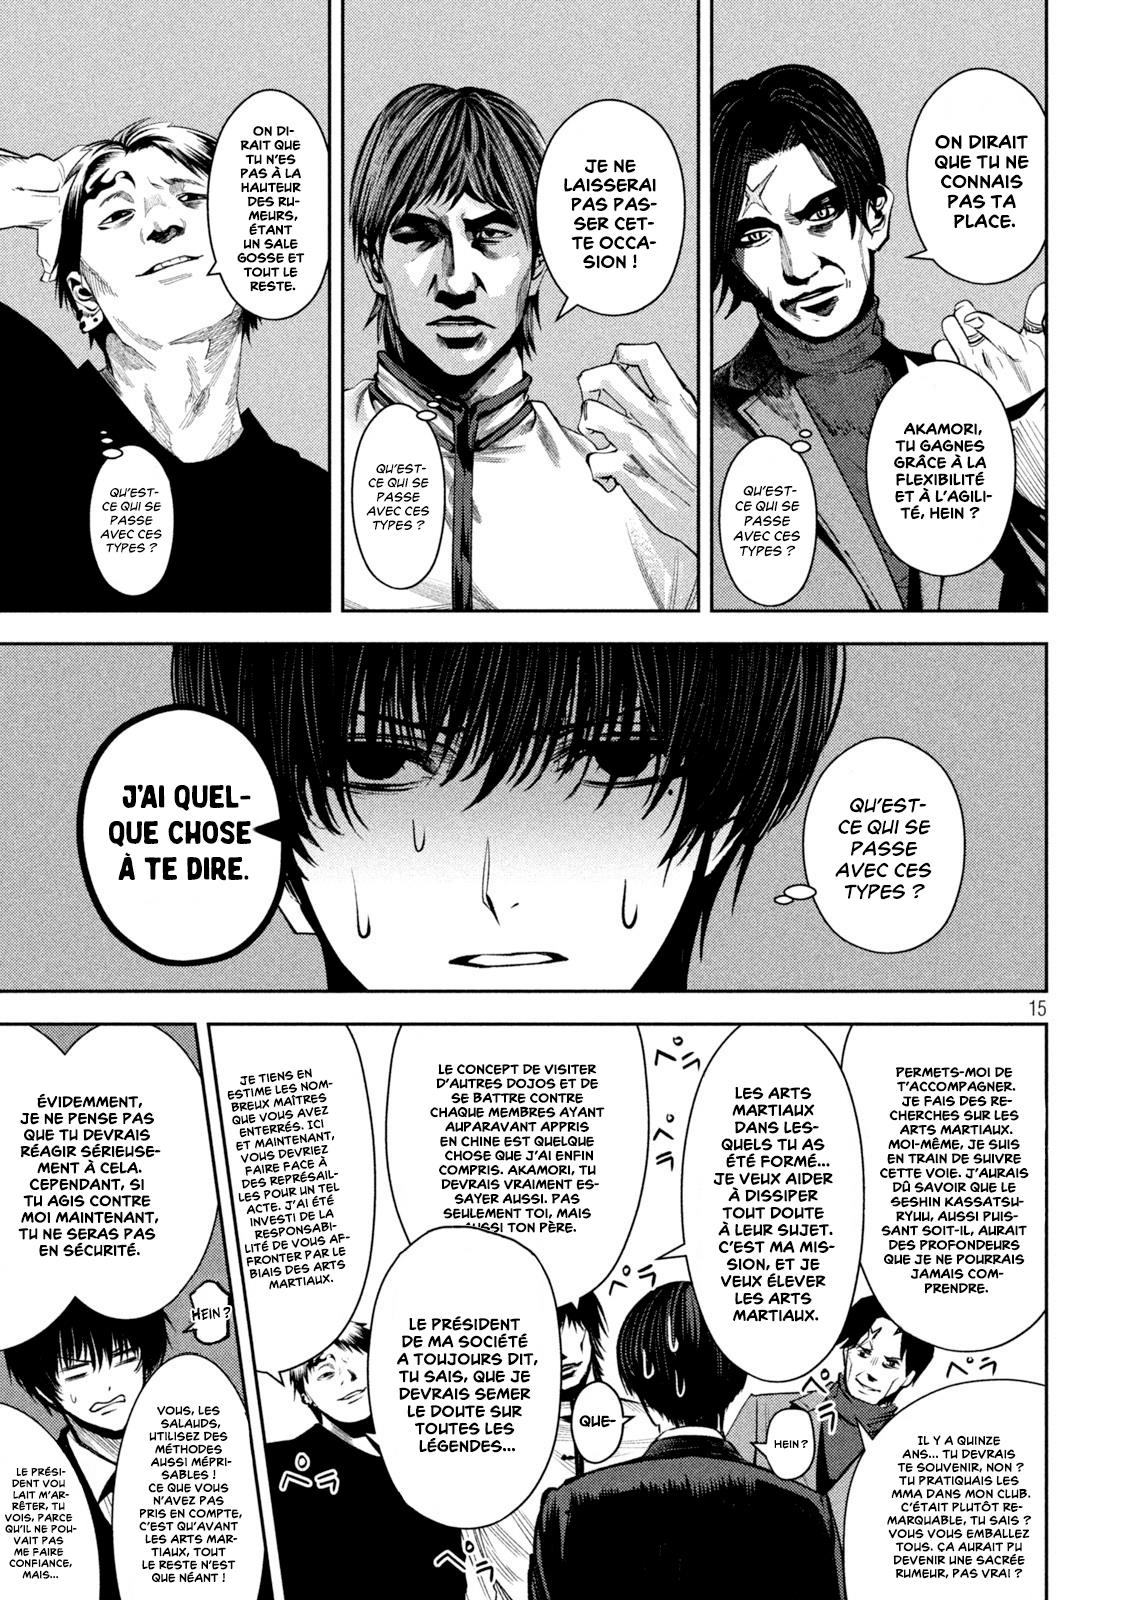 ON DIRAIT
QUE TU NE
CONNAIS
PAS TA
PLACE.
AKAMORI,
TU GAGNES
GRÂCE À LA
FLEXIBILITÉ
ET À L'AGILI-
TÉ, HEIN ?
QU'EST-
CE QUI SE
PASSE
AVEC CES
TYPES ?
JE NE
LAISSERAI
PAS PAS-
SER CET-
TE OCCA-
SION !
QU'EST-
CE QUI SE
PASSE
AVEC CES
TYPES ?
ON DI-
RAIT QUE
TU N'ES
PAS À LA
HAUTEUR
DES RU-
MEURS,
ÉTANT
UN SALE
GOSSE ET
TOUT LE
RESTE.
QU'EST-
CE QUI SE
PASSE
AVEC CES
TYPES ?
QU'EST-
CE QUI SE
PASSE
AVEC CES
TYPES ?
J'AI QUEL-
QUE CHOSE
À TE DIRE.
15
PERMETS-MOI DE
T'ACCOMPAGNER.
JE FAIS DES RE-
CHERCHES SUR LES
ARTS MARTIAUX.
MOI-MÊME, JE SUIS
EN TRAIN DE SUIVRE
CETTE VOIE. J'AURAIS
DÛ SAVOIR QUE LE
SESHIN KASSATSU-
RYUU, AUSSI PUIS-
SANT SOIT-IL, AURAIT
DES PROFONDEURS
QUE JE NE POURRAIS
JAMAIS COM-
PRENDRE.
ペラ
IL Y A QUINZE
ANS... TU DEVRAIS
TE SOUVENIR, NON ?
TU PRATIQUAIS LES
MMA DANS MON CLUB.
C'ÉTAIT PLUTÔT RE-
MARQUABLE, TU SAIS ?
VOUS VOUS EMBALLEZ
TOUS. ÇA AURAIT PU
DEVENIR UNE SACRÉE
RUMEUR, PAS VRAI ?
HEIN ?
LES ARTS
MARTIAUX
DANS LES-
QUELS TU AS
ÉTÉ FORMÉ...
JE VEUX AIDER
À DISSIPER
TOUT DOUTE
À LEUR SUJET.
C'EST MA MIS-
SION, ET JE
VEUX ÉLEVER
LES ARTS
MARTIAUX.
ペラ
ペラ
LE CONCEPT DE VISITER
D'AUTRES DOJOS ET DE
SE BATTRE CONTRE
CHAQUE MEMBRES AYANT
AUPARAVANT APPRIS
EN CHINE EST QUELQUE
CHOSE QUE J'AI ENFIN
COMPRIS. AKAMORI, TU
DEVRAIS VRAIMENT ES-
SAYER AUSSI. PAS
SEULEMENT TOI, MAIS
AUSSI TON PÈRE.
QUE-
LE PRÉSIDENT
DE MA SOCIÉTÉ
A TOUJOURS DIT,
TU SAIS, QUE JE
DEVRAIS SEMER
LE DOUTE SUR
TOUTES LES
LÉGENDES...
ペラ
JE TIENS EN
ESTIME LES NOM-
BREUX MAÎTRES
QUE VOUS AVEZ
ENTERRÉS. ICI
ET MAINTENANT,
VOUS DEVRIEZ
FAIRE FACE À
DES REPRÉSAIL-
LES POUR UN TEL
ACTE. J'AI ÉTÉ
INVESTI DE LA
RESPONSABI-
LITÉ DE VOUS AF-
FRONTER PAR LE
BIAIS DES ARTS
MARTIAUX.
ÉVIDEMMENT,
JE NE PENSE PAS
QUE TU DEVRAIS
RÉAGIR SÉRIEUSE-
MENT À CELA.
CEPENDANT, SI
TU AGIS CONTRE
MOI MAINTENANT,
TU NE SERAS PAS
EN SÉCURITÉ.
HEIN ?
VOUS, LES
SALAUDS,
UTILISEZ DES
MÉTHODES
AUSSI MÉPRI-
SABLES !
CE QUE VOUS
N'AVEZ PAS
PRIS EN COMPTE,
C'EST QU'AVANT
LES ARTS MAR-
TIAUX, TOUT
LE RESTE N'EST
QUE NÉANT !
LE PRÉSI-
DENT VOU
LAIT M'AR-
RÊTER, TU
VOIS, PARCE
QU'IL NE POU-
VAIT PAS
ME FAIRE
CONFIANCE,
MAIS...